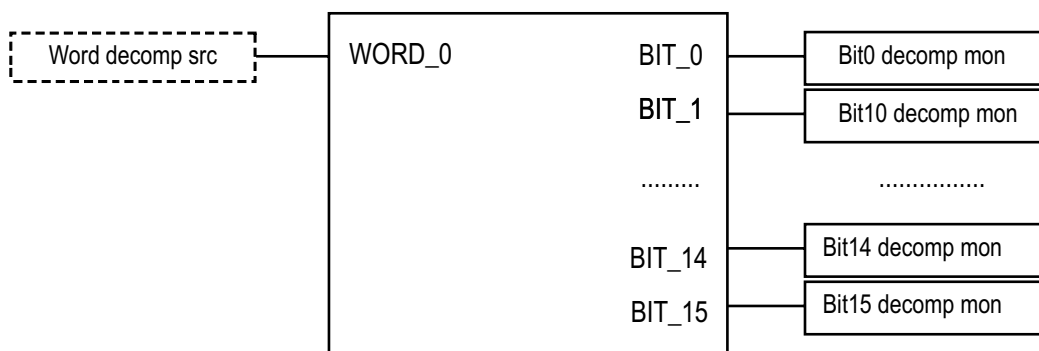 Word decomp src WORD_0 BIT_0 Bit0 decomp mon
BIT_1 Bit10 decomp mon
......... ................
BIT_14 Bit14 decomp mon
BIT_15 Bit15 decomp mon